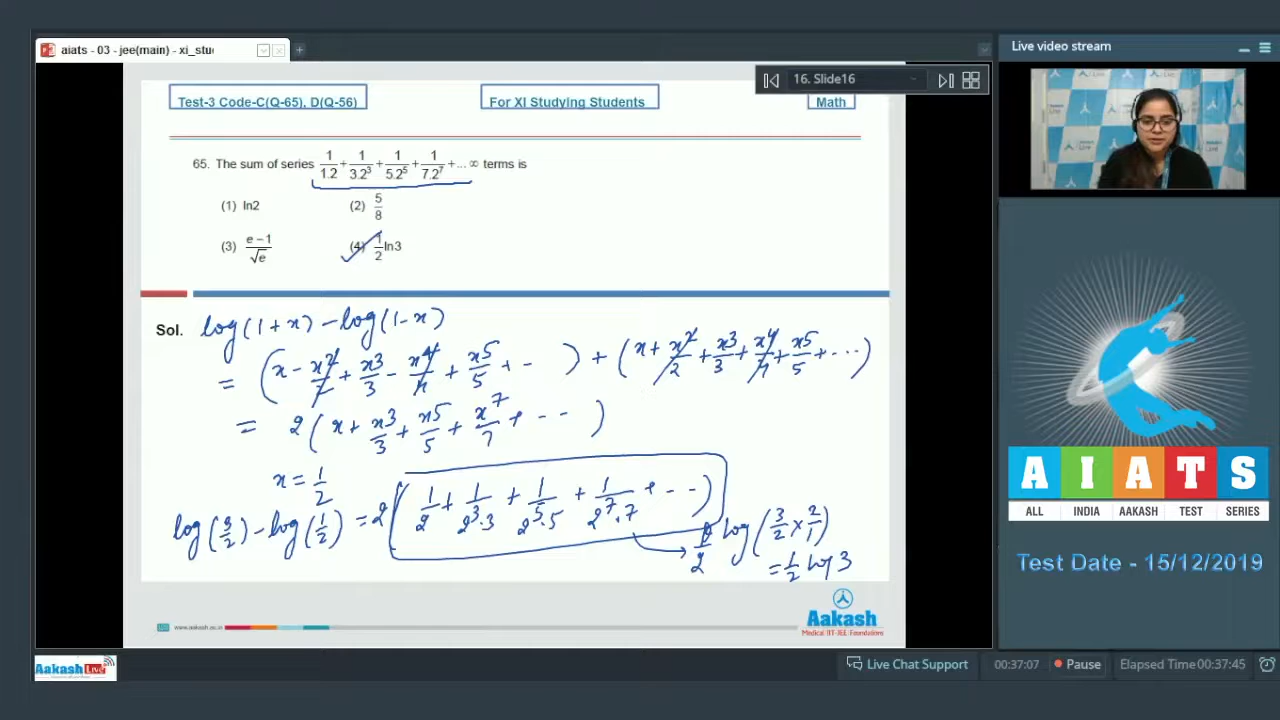 aiats - 03 - jee(main) - xi_stu
Live video stream
16. Slide16
Test-3 Code-C(Q-65), D(Q-56)
For XI Studying Students
Math
65. The sum of series 1/1.2 + 1/3.2³ + 1/5.2⁵ + 1/7.2⁷ + ... ∞ terms is
(1) ln2
(2) 5/8
(3) e – 1/√e
(4) 1/2 ln3
Sol. log(1+x) – log(1-x)
= (x - x²/2 + x³/3 - x⁴/4 + x⁵/5 + - ) + (x + x²/2 + x³/3 + x⁴/4 + x⁵/5 + ...)
= 2(x + x³/3 + x⁵/5 + x⁷/7 + - -)
x = 1/2
log(3/2) - log(1/2) = 2(1/2 + 1/2³.3 + 1/2⁵.5 + 1/2⁷.7 + - -)
→ 1/2 log(3/2 × 2/1)
= 1/2 log 3
www.aakash.ac.in
Aakash
Medical|IIT-JEE|Foundations
AIATS
ALL INDIA AAKASH TEST SERIES
Test Date - 15/12/2019
Aakash Live
Live Chat Support
00:37:07
Pause
Elapsed Time 00:37:45